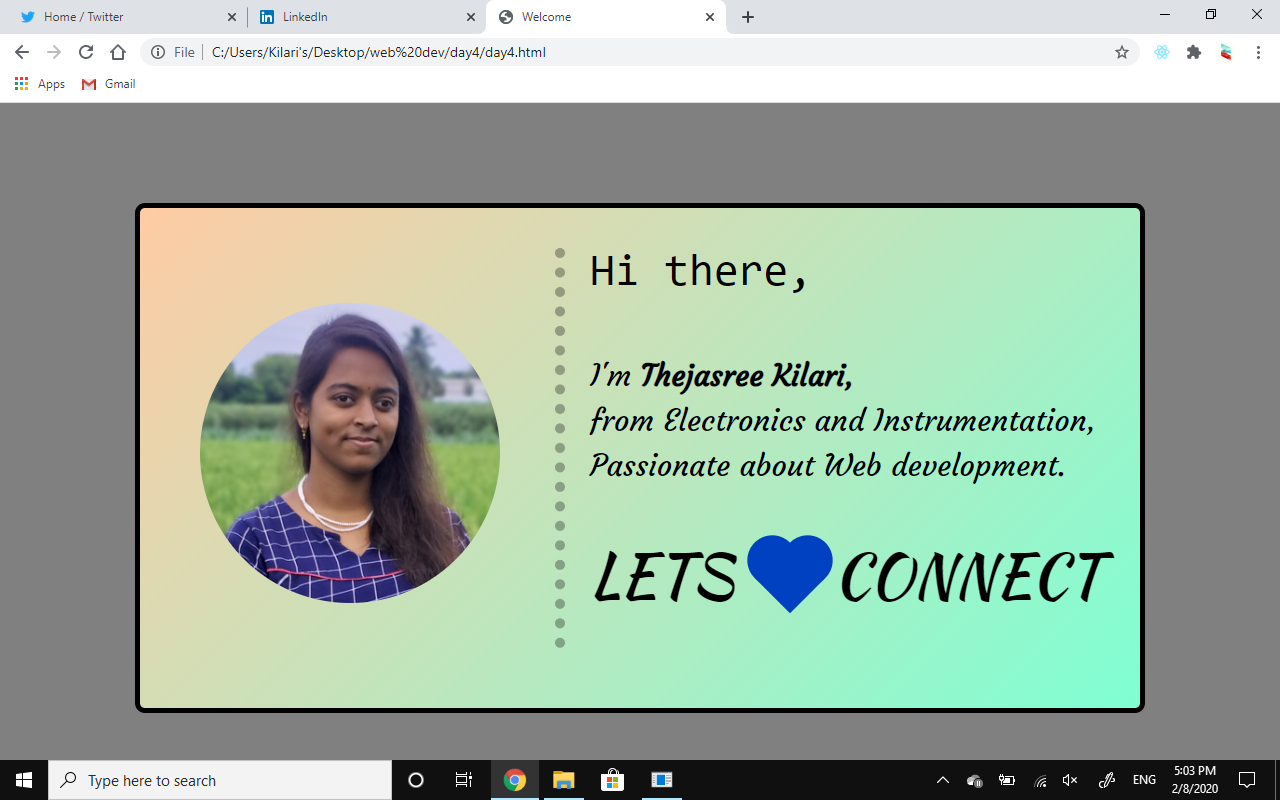 Home / Twitter
LinkedIn
Welcome
File
C:/Users/Kilari's/Desktop/web%20dev/day4/day4.html
Apps
Gmail
Hi there,
I'm Thejasree Kilari,
from Electronics and Instrumentation,
Passionate about Web development.
LETS CONNECT
Type here to search
ENG
5:03 PM
2/8/2020